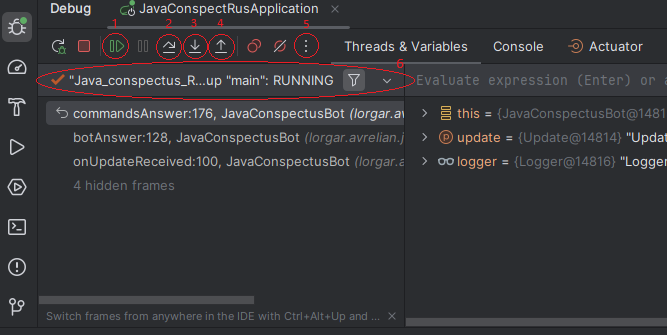 Debug JavaConspectRusApplication
1 2 3 4 5
Threads & Variables Console Actuator
"Java_conspectus_R...up "main": RUNNING
6
Evaluate expression (Enter) or a
commandsAnswer:176, JavaConspectusBot (lorgar.av
botAnswer:128, JavaConspectusBot (lorgar.avrelian.j
onUpdateReceived:100, JavaConspectusBot (lorgar.a
4 hidden frames
this = {JavaConspectusBot@1481
update = {Update@14814} "Upda
logger = {Logger@14816} "Logger
Switch frames from anywhere in the IDE with Ctrl+Alt+Up and ...